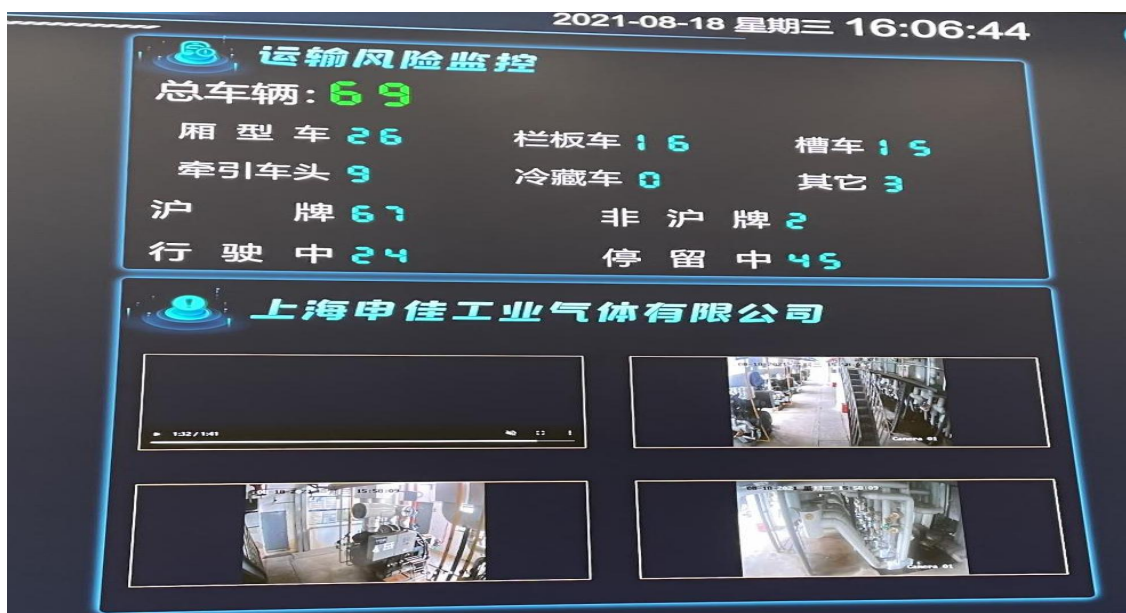 2021-08-18 星期三 16:06:44
运输风险监控
总车辆:69
厢型车 26 栏板车 16 槽车 15
牵引车头 9 冷藏车 0 其它 3
沪牌 67 非沪牌 2
行驶中 24 停留中 45
上海申佳工业气体有限公司
1:32 / 1:41
Camera 01
15:58:09
Camera 01